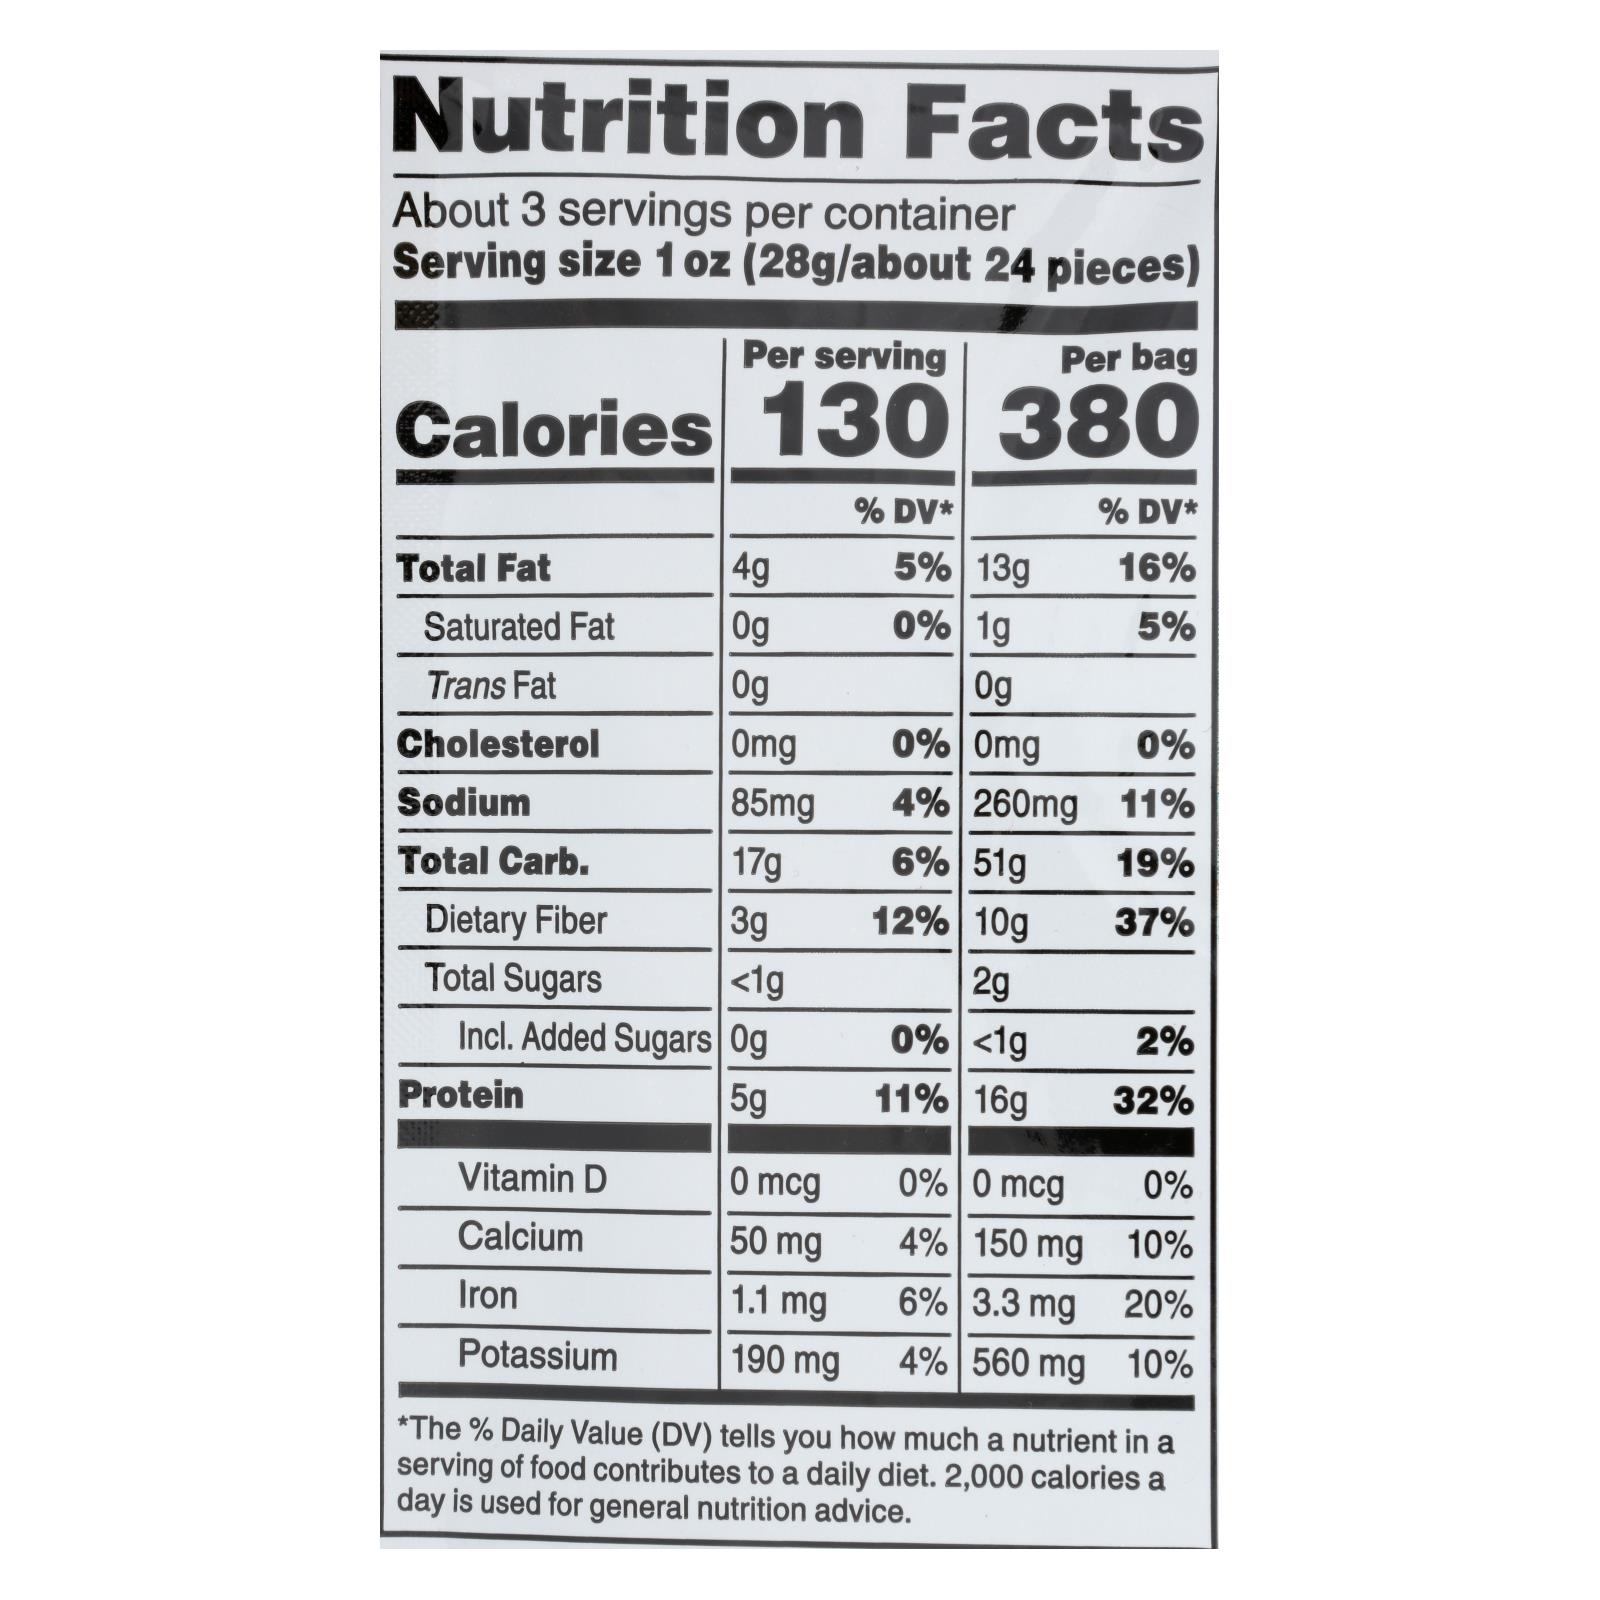 Nutrition Facts
About 3 servings per container
Serving size 1 oz (28g/about 24 pieces)
Per serving Per bag
Calories 130 380
% DV* % DV*
Total Fat 4g 5% 13g 16%
Saturated Fat 0g 0% 1g 5%
Trans Fat 0g 0g
Cholesterol 0mg 0% 0mg 0%
Sodium 85mg 4% 260mg 11%
Total Carb. 17g 6% 51g 19%
Dietary Fiber 3g 12% 10g 37%
Total Sugars <1g 2g
Incl. Added Sugars 0g 0% <1g 2%
Protein 5g 11% 16g 32%
Vitamin D 0 mcg 0% 0 mcg 0%
Calcium 50 mg 4% 150 mg 10%
Iron 1.1 mg 6% 3.3 mg 20%
Potassium 190 mg 4% 560 mg 10%
*The % Daily Value (DV) tells you how much a nutrient in a
serving of food contributes to a daily diet. 2,000 calories a
day is used for general nutrition advice.